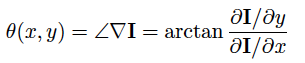 θ(x, y) = ∠∇I = arctan ∂I/∂y / ∂I/∂x